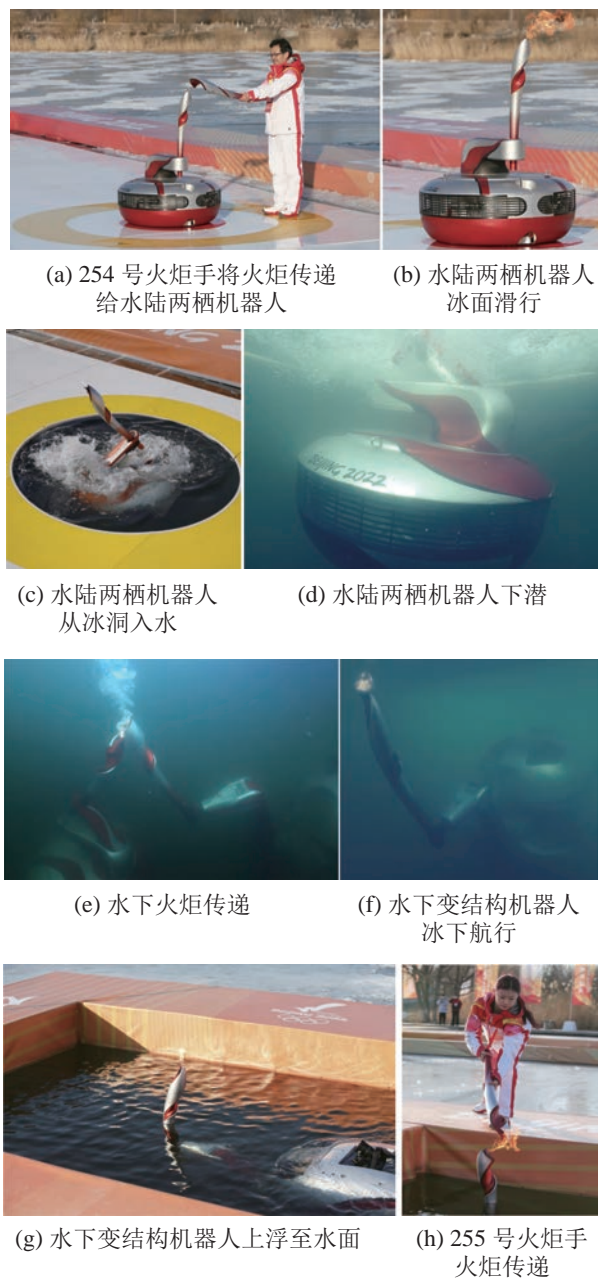 (a) 254 号火炬手将火炬传递
给水陆两栖机器人
(b) 水陆两栖机器人
冰面滑行
(c) 水陆两栖机器人
从冰洞入水
BEIJING 2022
(d) 水陆两栖机器人下潜
(e) 水下火炬传递
(f) 水下变结构机器人
冰下航行
(g) 水下变结构机器人上浮至水面
(h) 255 号火炬手
火炬传递